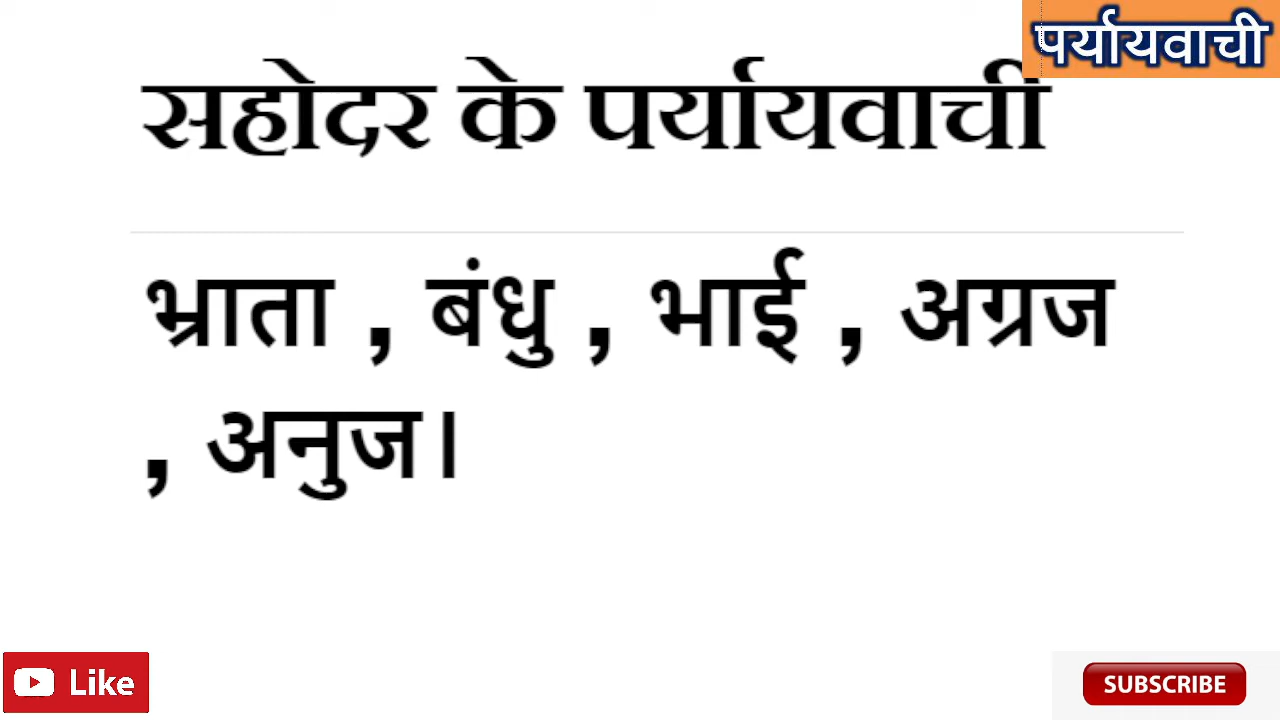 पर्यायवाची
सहोदर के पर्यायवाची
भ्राता , बंधु , भाई , अग्रज
, अनुज।
Like
SUBSCRIBE